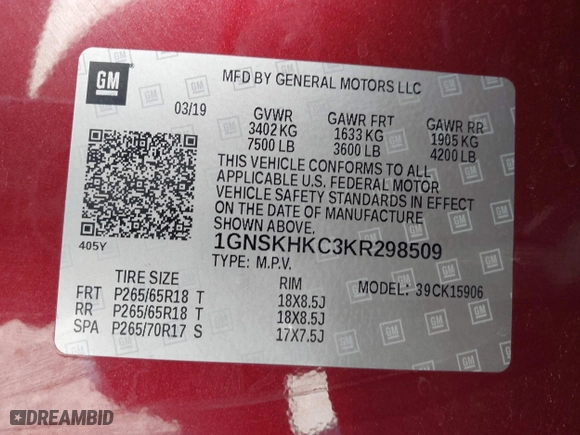 GM
MFD BY GENERAL MOTORS LLC
03/19
GVWR GAWR FRT GAWR RR
3402 KG 1633 KG 1905 KG
7500 LB 3600 LB 4200 LB
THIS VEHICLE CONFORMS TO ALL
APPLICABLE U.S. FEDERAL MOTOR
VEHICLE SAFETY STANDARDS IN EFFECT
ON THE DATE OF MANUFACTURE
SHOWN ABOVE.
405Y
1GNSKHKC3KR298509
TYPE: M.P.V.
TIRE SIZE RIM MODEL: 39CK15906
FRT P265/65R18 T 18X8.5J
RR P265/65R18 T 18X8.5J
SPA P265/70R17 S 17X7.5J
DREAMBID